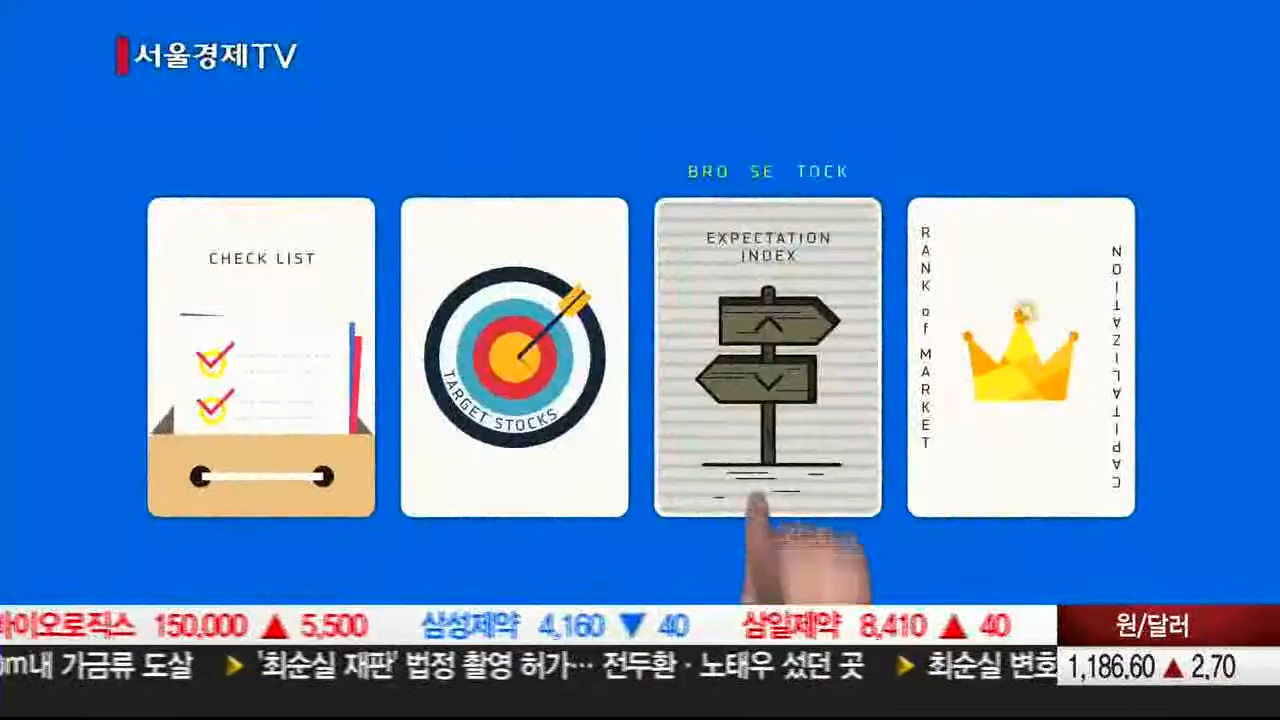 서울경제TV
BRO SE TOCK
CHECK LIST
TARGET STOCKS
EXPECTATION
INDEX
RANK of MARKET
CAPITALIZATION
바이오로직스 150,000 ▲ 5,500 삼성제약 4,160 ▼ 40 삼일제약 8,410 ▲ 40
원/달러
m내 가금류 도살 ▶ '최순실 재판' 법정 촬영 허가… 전두환·노태우 섰던 곳 ▶ 최순실 변호
1,186.60 ▲ 2.70